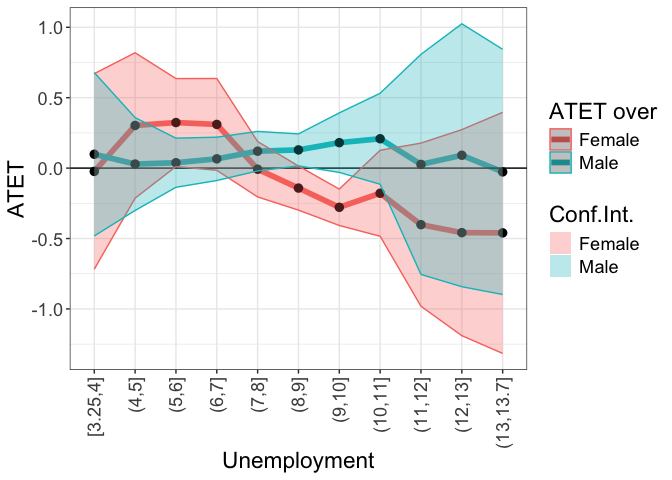 1.0
0.5
0.0
-0.5
-1.0
ATET
[3.25,4]
(4,5]
(5,6]
(6,7]
(7,8]
(8,9]
(9,10]
(10,11]
(11,12]
(12,13]
(13,13.7]
Unemployment
ATET over
Female
Male
Conf.Int.
Female
Male